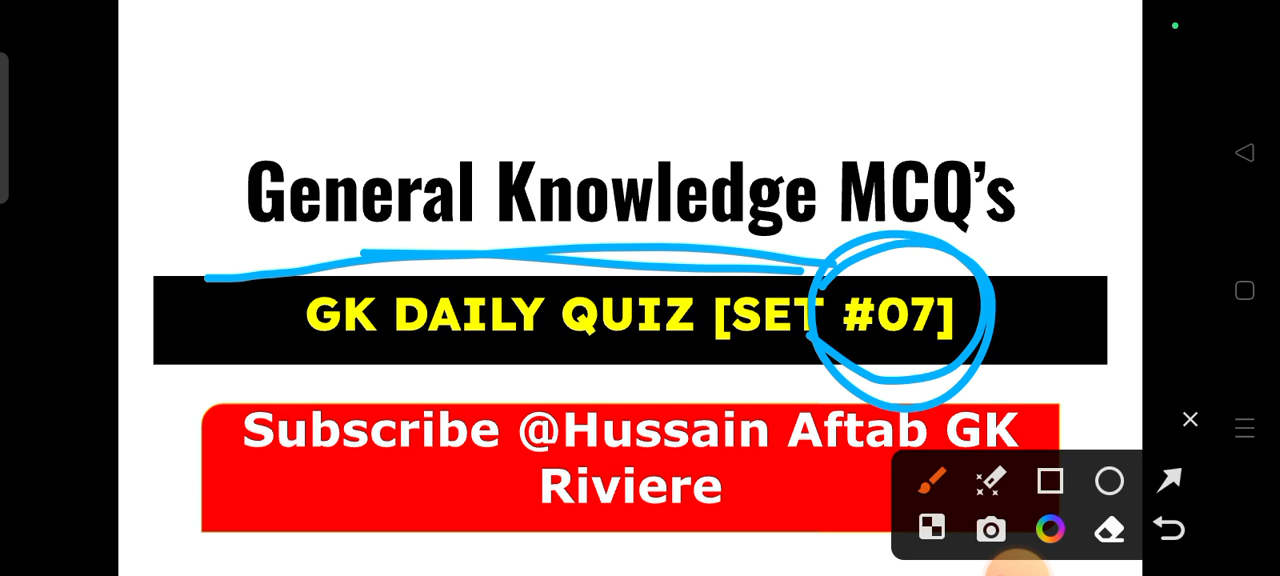 General Knowledge MCQ's
GK DAILY QUIZ [SET #07]
Subscribe @Hussain Aftab GK
Riviere